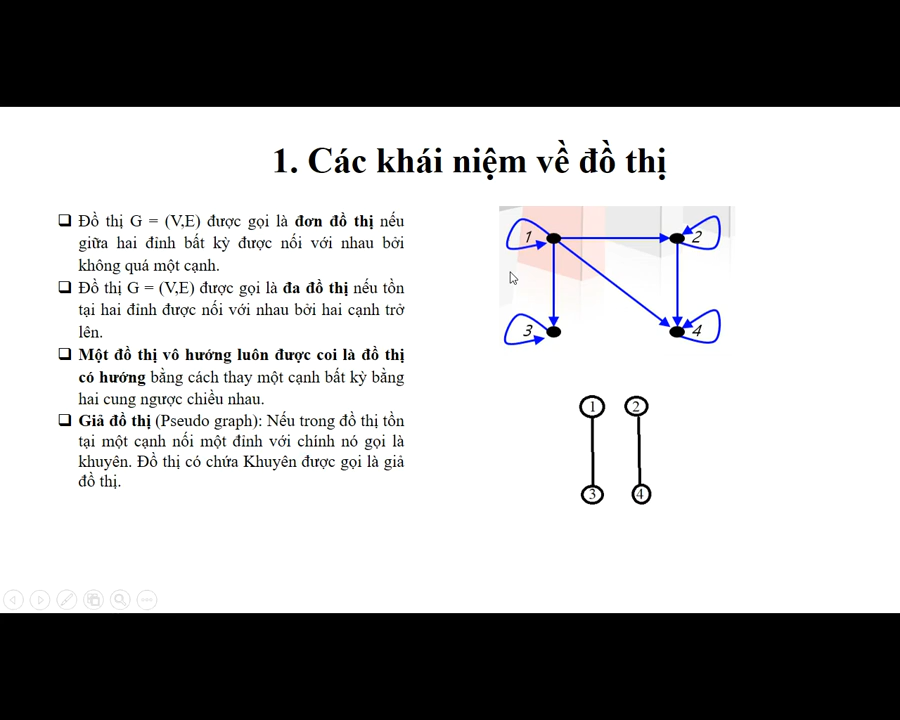 1. Các khái niệm về đồ thị
Đồ thị G = (V,E) được gọi là đơn đồ thị nếu
giữa hai đỉnh bất kỳ được nối với nhau bởi
không quá một cạnh.
Đồ thị G = (V,E) được gọi là đa đồ thị nếu tồn
tại hai đỉnh được nối với nhau bởi hai cạnh trở
lên.
Một đồ thị vô hướng luôn được coi là đồ thị
có hướng bằng cách thay một cạnh bất kỳ bằng
hai cung ngược chiều nhau.
Giả đồ thị (Pseudo graph): Nếu trong đồ thị tồn
tại một cạnh nối một đỉnh với chính nó gọi là
khuyên. Đồ thị có chứa Khuyên được gọi là giả
đồ thị.
1 2
3 4
1 2
3 4